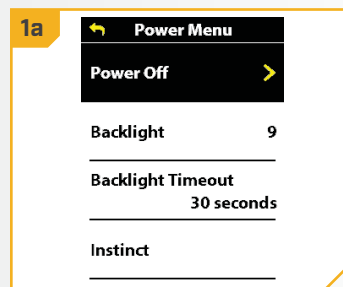 1a
Power Menu
Power Off
Backlight 9
Backlight Timeout
30 seconds
Instinct